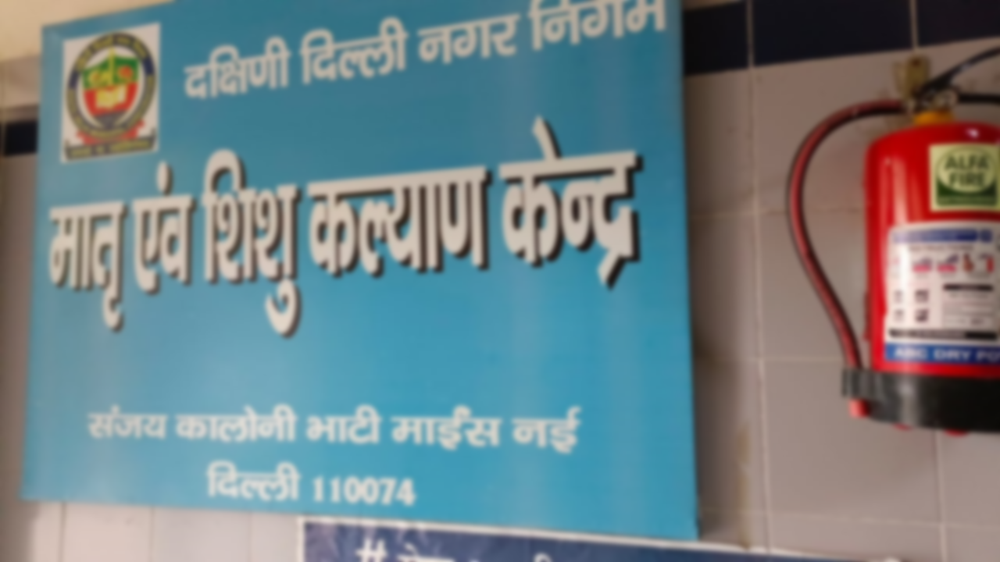 दक्षिणी दिल्ली नगर निगम
मातृ एंव शिशु कल्याण केन्द्र
संजय कालोनी भाटी माईंस नई
दिल्ली 110074
ALFA
FIRE
ABC DRY
#